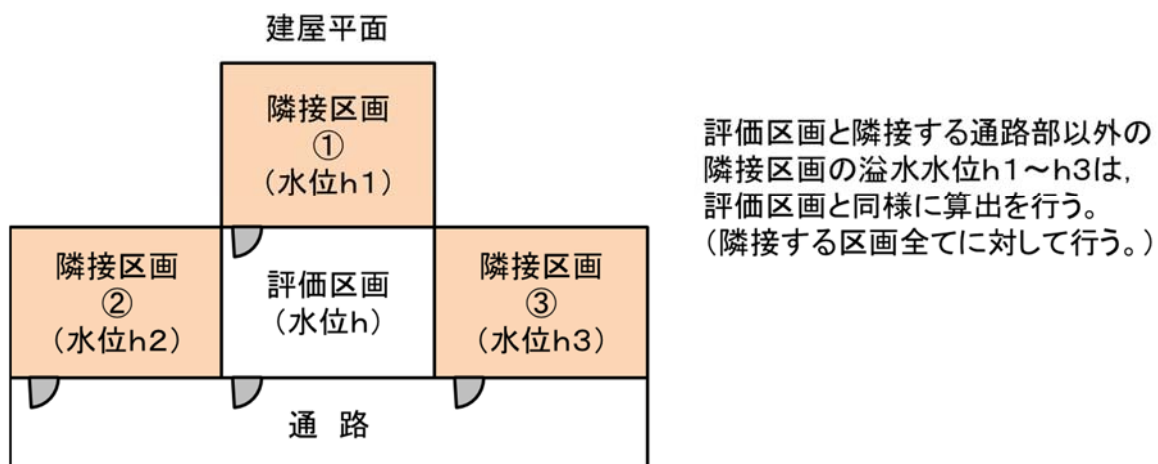 建屋平面
隣接区画
①
（水位h1）
評価区画と隣接する通路部以外の
隣接区画の溢水水位h1～h3は，
評価区画と同様に算出を行う。
（隣接する区画全てに対して行う。）
隣接区画
②
（水位h2）
評価区画
（水位h）
隣接区画
③
（水位h3）
通 路